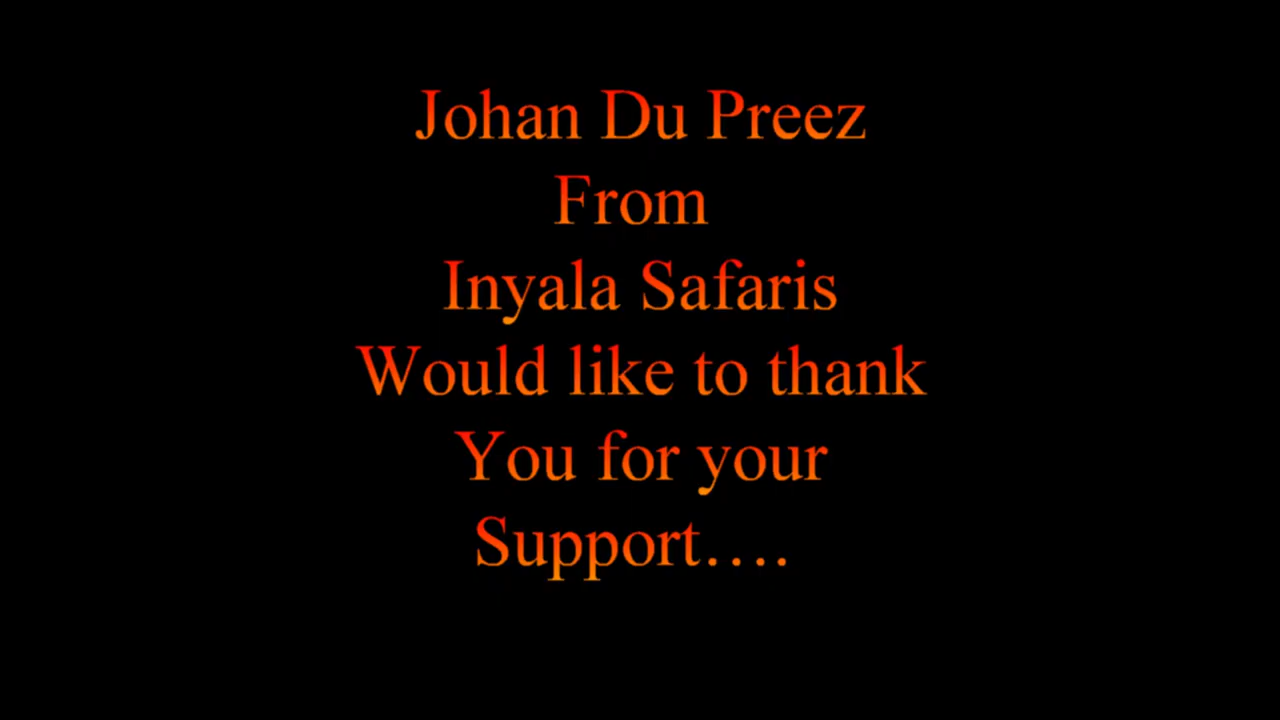 Johan Du Preez
From
Inyala Safaris
Would like to thank
You for your
Support….